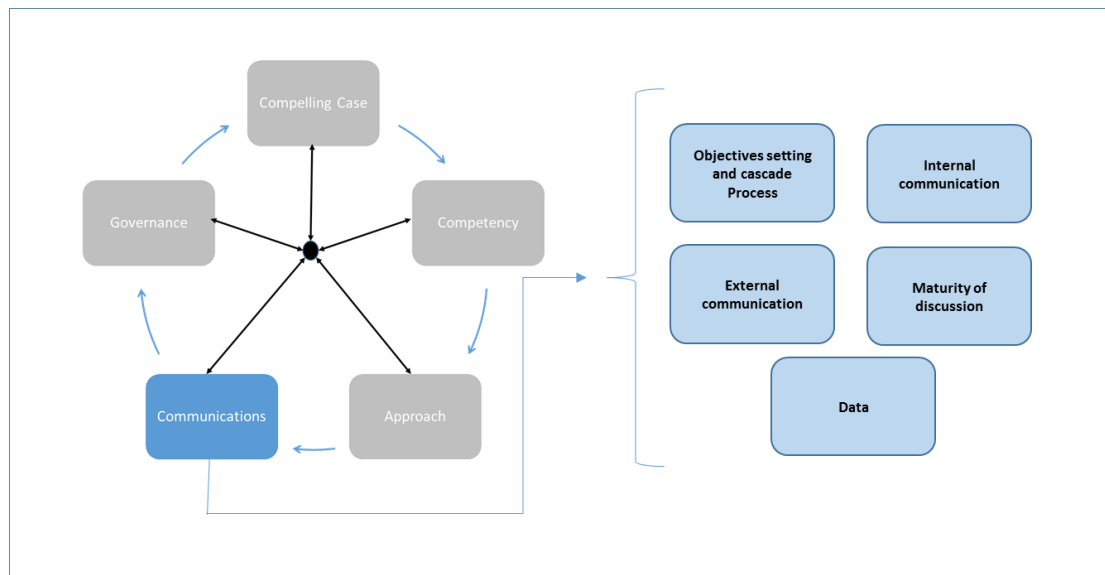 Compelling Case
Governance
Competency
Communications
Approach
Objectives setting
and cascade
Process
Internal
communication
External
communication
Maturity of
discussion
Data